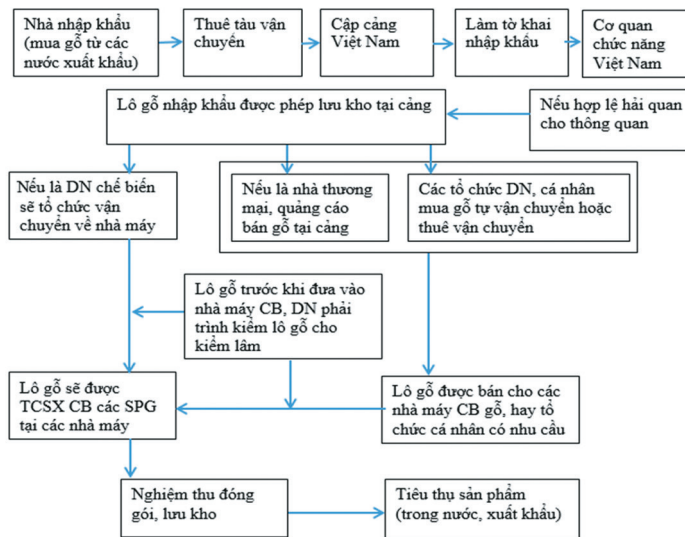 Nhà nhập khẩu
(mua gỗ từ các
nước xuất khẩu)
Thuê tàu vận
chuyển
Cập cảng
Việt Nam
Làm tờ khai
nhập khẩu
Cơ quan
chức năng
Việt Nam
Lô gỗ nhập khẩu được phép lưu kho tại cảng
Nếu hợp lệ hải quan
cho thông quan
Nếu là DN chế biến
sẽ tổ chức vận
chuyển về nhà máy
Nếu là nhà thương
mại, quảng cáo
bán gỗ tại cảng
Các tổ chức DN, cá nhân
mua gỗ tự vận chuyển hoặc
thuê vận chuyển
Lô gỗ trước khi đưa vào
nhà máy CB, DN phải
trình kiểm lô gỗ cho
kiểm lâm
Lô gỗ sẽ được
TCSX CB các SPG
tại các nhà máy
Lô gỗ được bán cho các
nhà máy CB gỗ, hay tổ
chức cá nhân có nhu cầu
Nghiệm thu đóng
gói, lưu kho
Tiêu thụ sản phẩm
(trong nước, xuất khẩu)